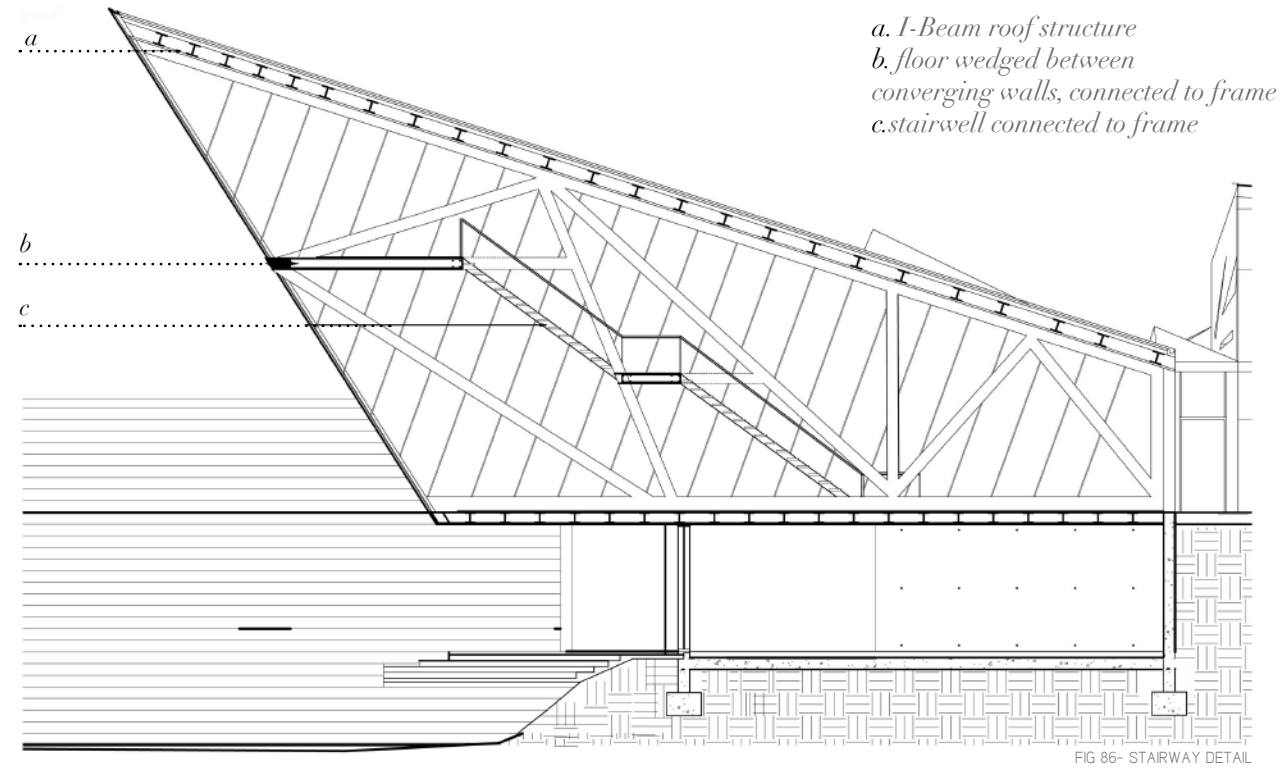 a
a. I-Beam roof structure
b. floor wedged between
converging walls, connected to frame
c.stairwell connected to frame
b
c
FIG 86- STAIRWAY DETAIL